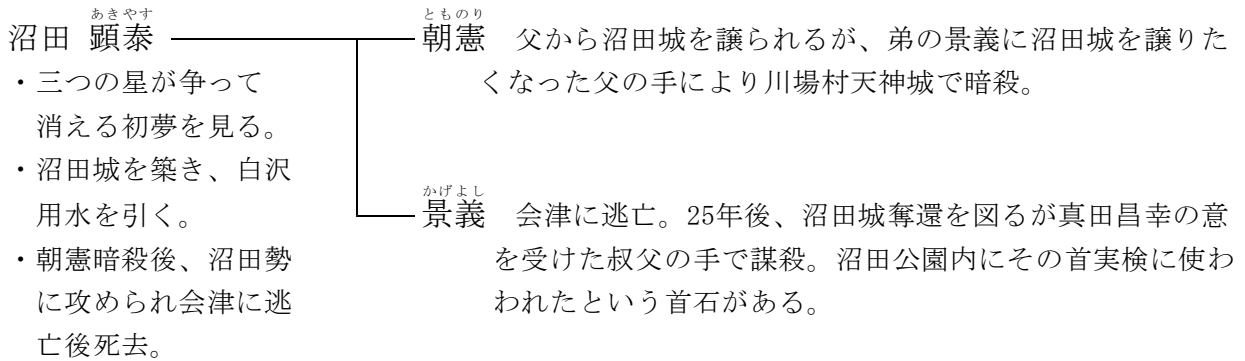 あきやす
沼田 顕泰
・三つの星が争って
消える初夢を見る。
・沼田城を築き、白沢
用水を引く。
・朝憲暗殺後、沼田勢
に攻められ会津に逃
亡後死去。
とものり
朝憲 父から沼田城を譲られるが、弟の景義に沼田城を譲りた
くなった父の手により川場村天神城で暗殺。
かげよし
景義 会津に逃亡。25年後、沼田城奪還を図るが真田昌幸の意
を受けた叔父の手で謀殺。沼田公園内にその首実検に使わ
われたという首石がある。